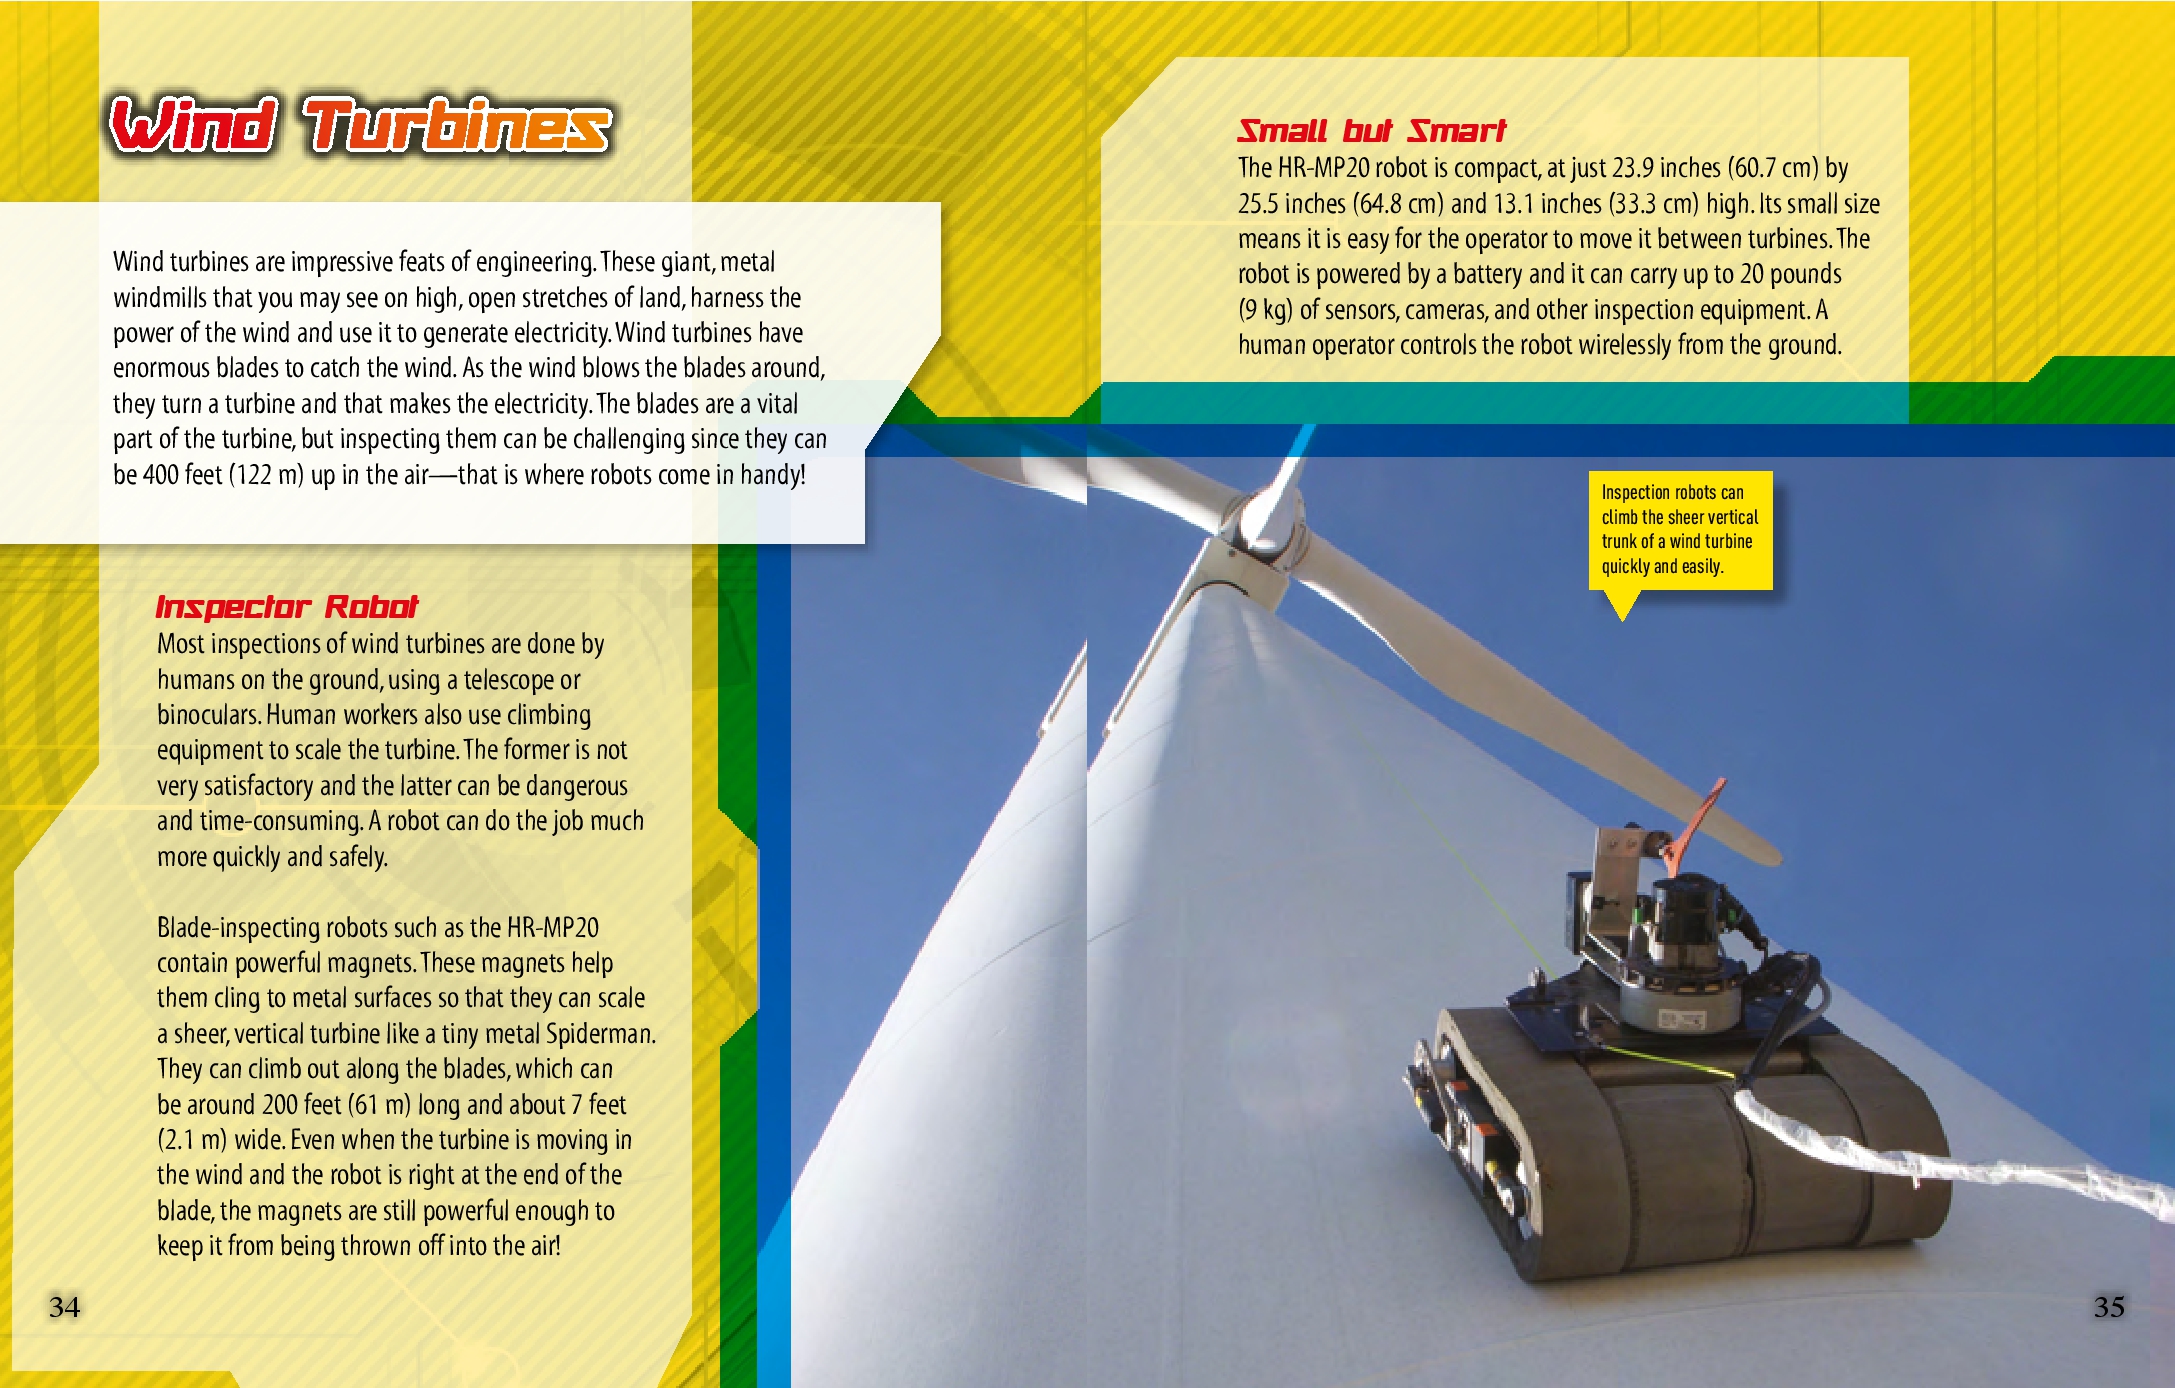 Wind Turbines
Wind turbines are impressive feats of engineering. These giant, metal
windmills that you may see on high, open stretches of land, harness the
power of the wind and use it to generate electricity. Wind turbines have
enormous blades to catch the wind. As the wind blows the blades around,
they turn a turbine and that makes the electricity. The blades are a vital
part of the turbine, but inspecting them can be challenging since they can
be 400 feet (122 m) up in the air—that is where robots come in handy!
Inspector Robot
Most inspections of wind turbines are done by
humans on the ground, using a telescope or
binoculars. Human workers also use climbing
equipment to scale the turbine. The former is not
very satisfactory and the latter can be dangerous
and time-consuming. A robot can do the job much
more quickly and safely.
Blade-inspecting robots such as the HR-MP20
contain powerful magnets. These magnets help
them cling to metal surfaces so that they can scale
a sheer, vertical turbine like a tiny metal Spiderman.
They can climb out along the blades, which can
be around 200 feet (61 m) long and about 7 feet
(2.1 m) wide. Even when the turbine is moving in
the wind and the robot is right at the end of the
blade, the magnets are still powerful enough to
keep it from being thrown off into the air!
34
Small but Smart
The HR-MP20 robot is compact, at just 23.9 inches (60.7 cm) by
25.5 inches (64.8 cm) and 13.1 inches (33.3 cm) high. Its small size
means it is easy for the operator to move it between turbines. The
robot is powered by a battery and it can carry up to 20 pounds
(9 kg) of sensors, cameras, and other inspection equipment. A
human operator controls the robot wirelessly from the ground.
Inspection robots can
climb the sheer vertical
trunk of a wind turbine
quickly and easily.
35